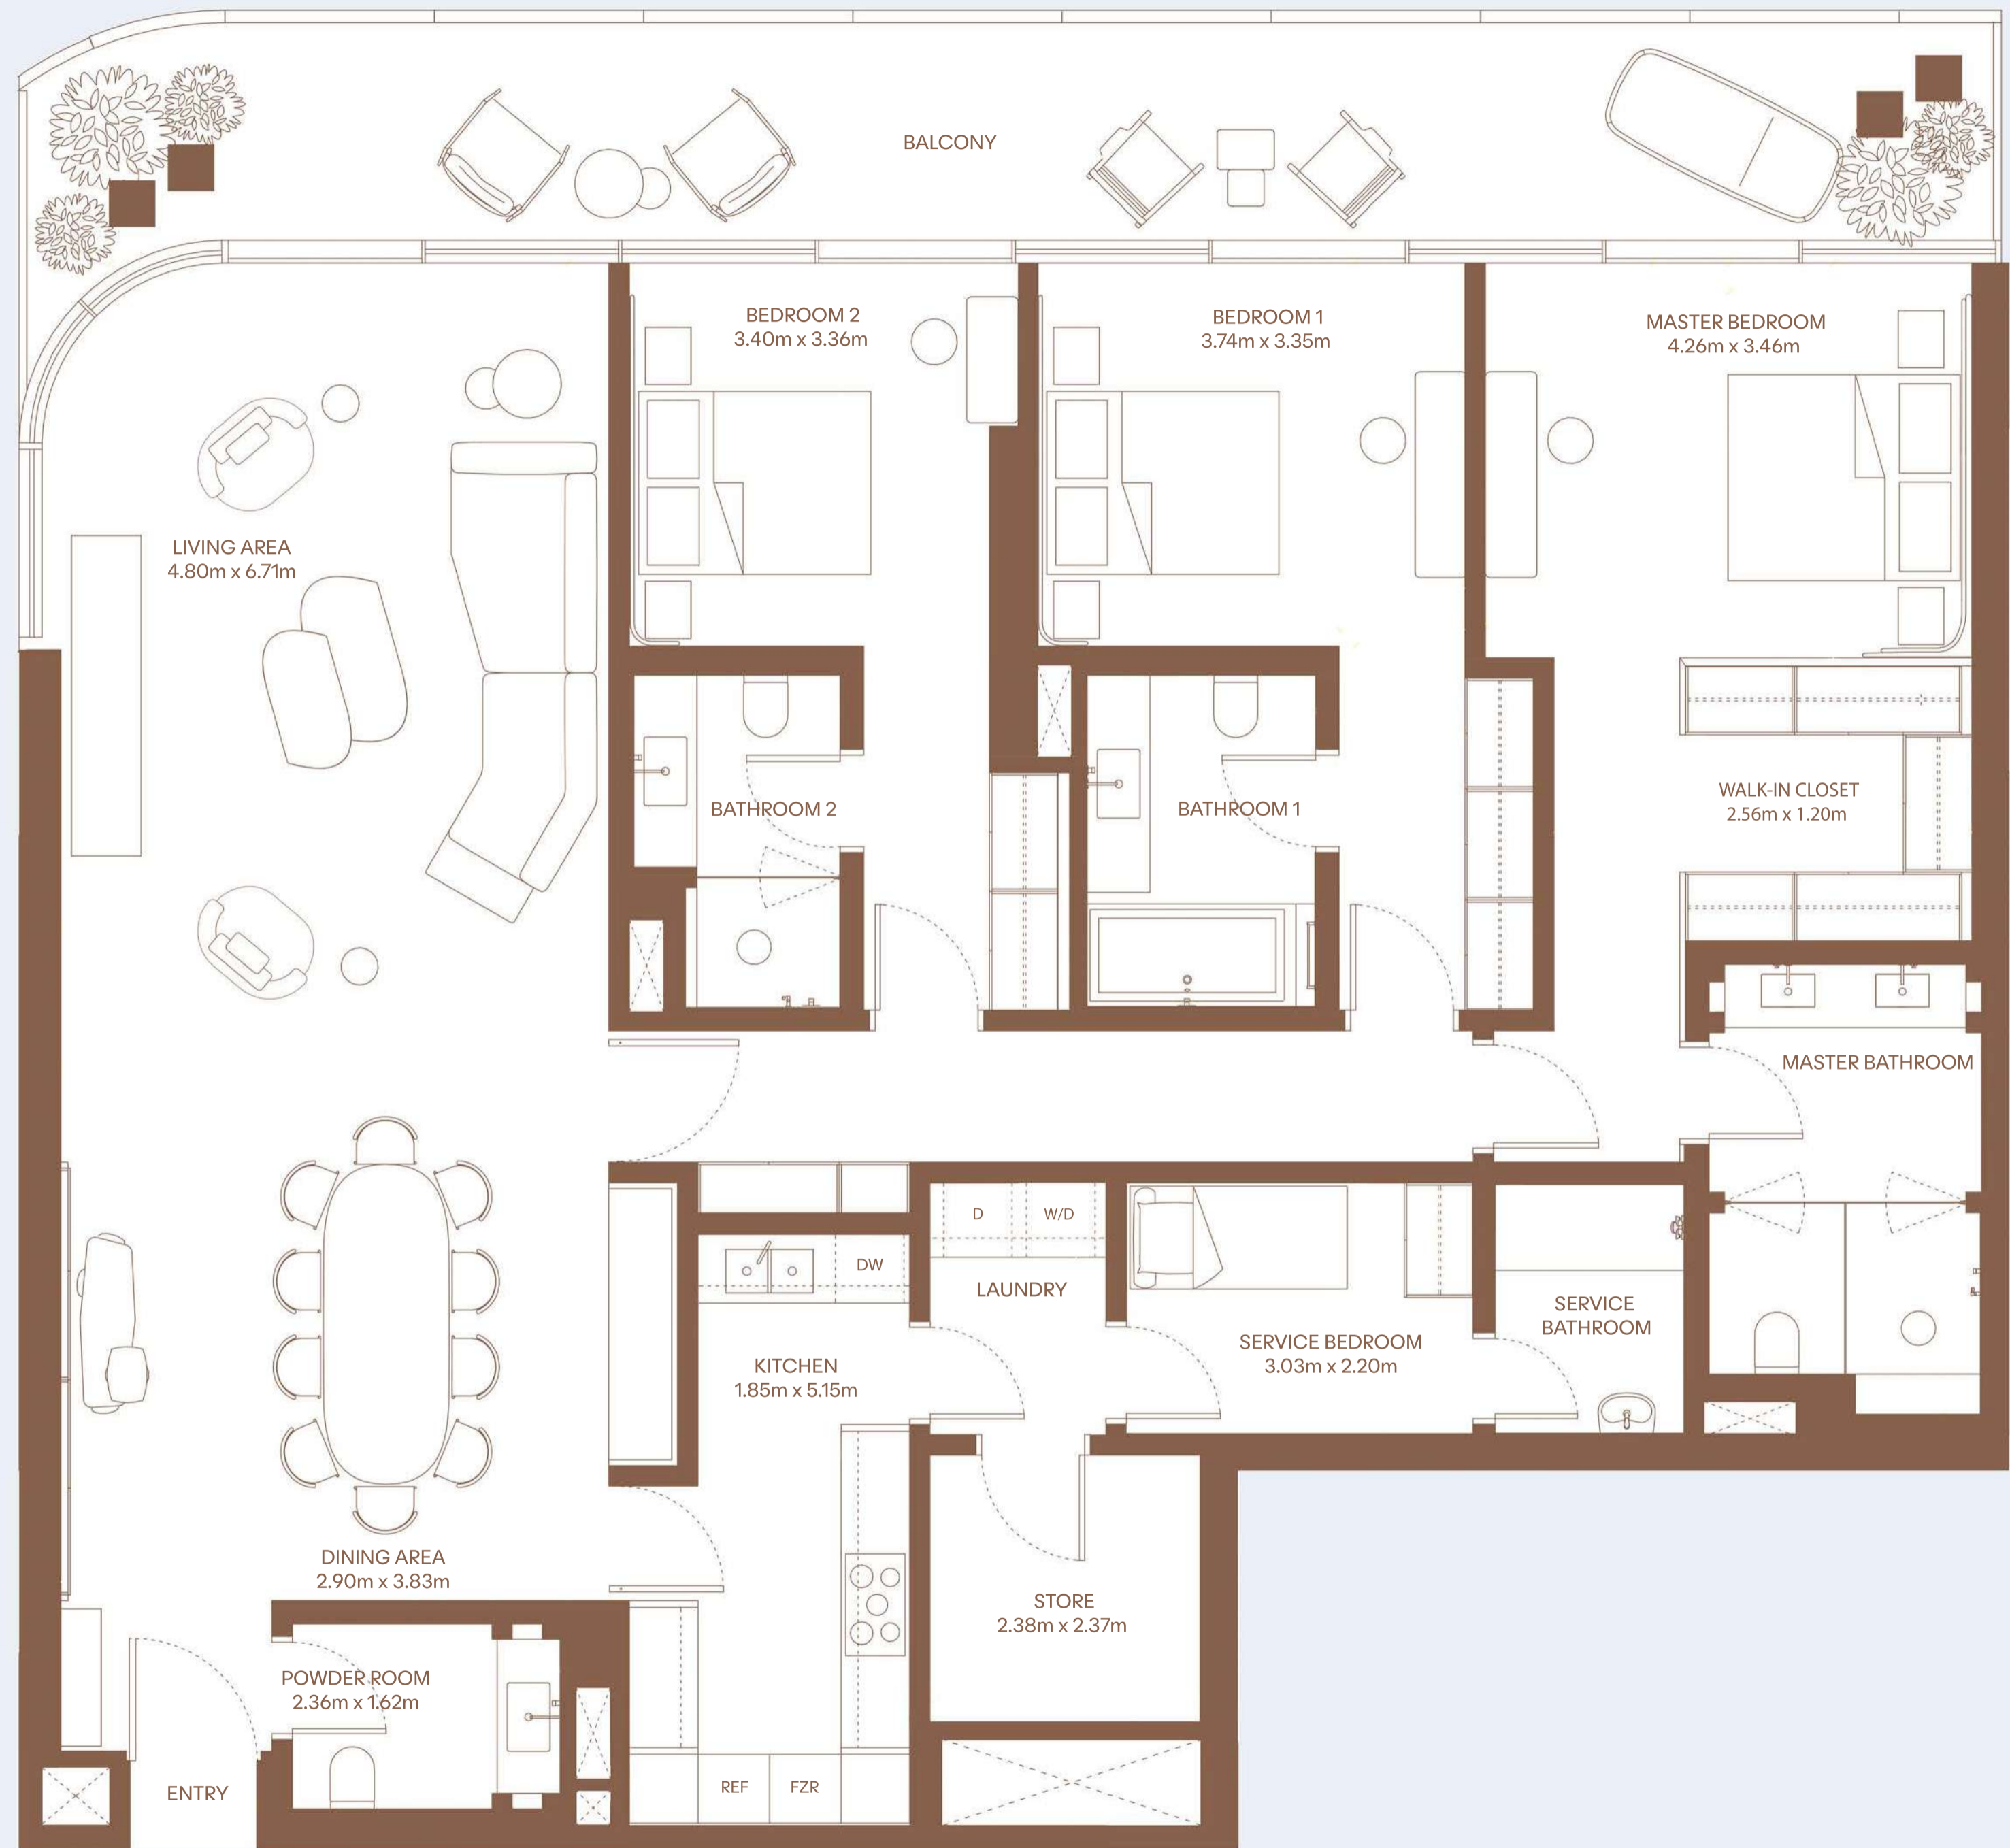 BALCONY
BEDROOM 2
3.40m x 3.36m
BEDROOM 1
3.74m x 3.35m
MASTER BEDROOM
4.26m x 3.46m
LIVING AREA
4.80m x 6.71m
BATHROOM 2
BATHROOM 1
WALK-IN CLOSET
2.56m x 1.20m
MASTER BATHROOM
D
W/D
DW
LAUNDRY
SERVICE
BATHROOM
SERVICE BEDROOM
3.03m x 2.20m
KITCHEN
1.85m x 5.15m
DINING AREA
2.90m x 3.83m
STORE
2.38m x 2.37m
POWDER ROOM
2.36m x 1.62m
ENTRY
REF
FZR